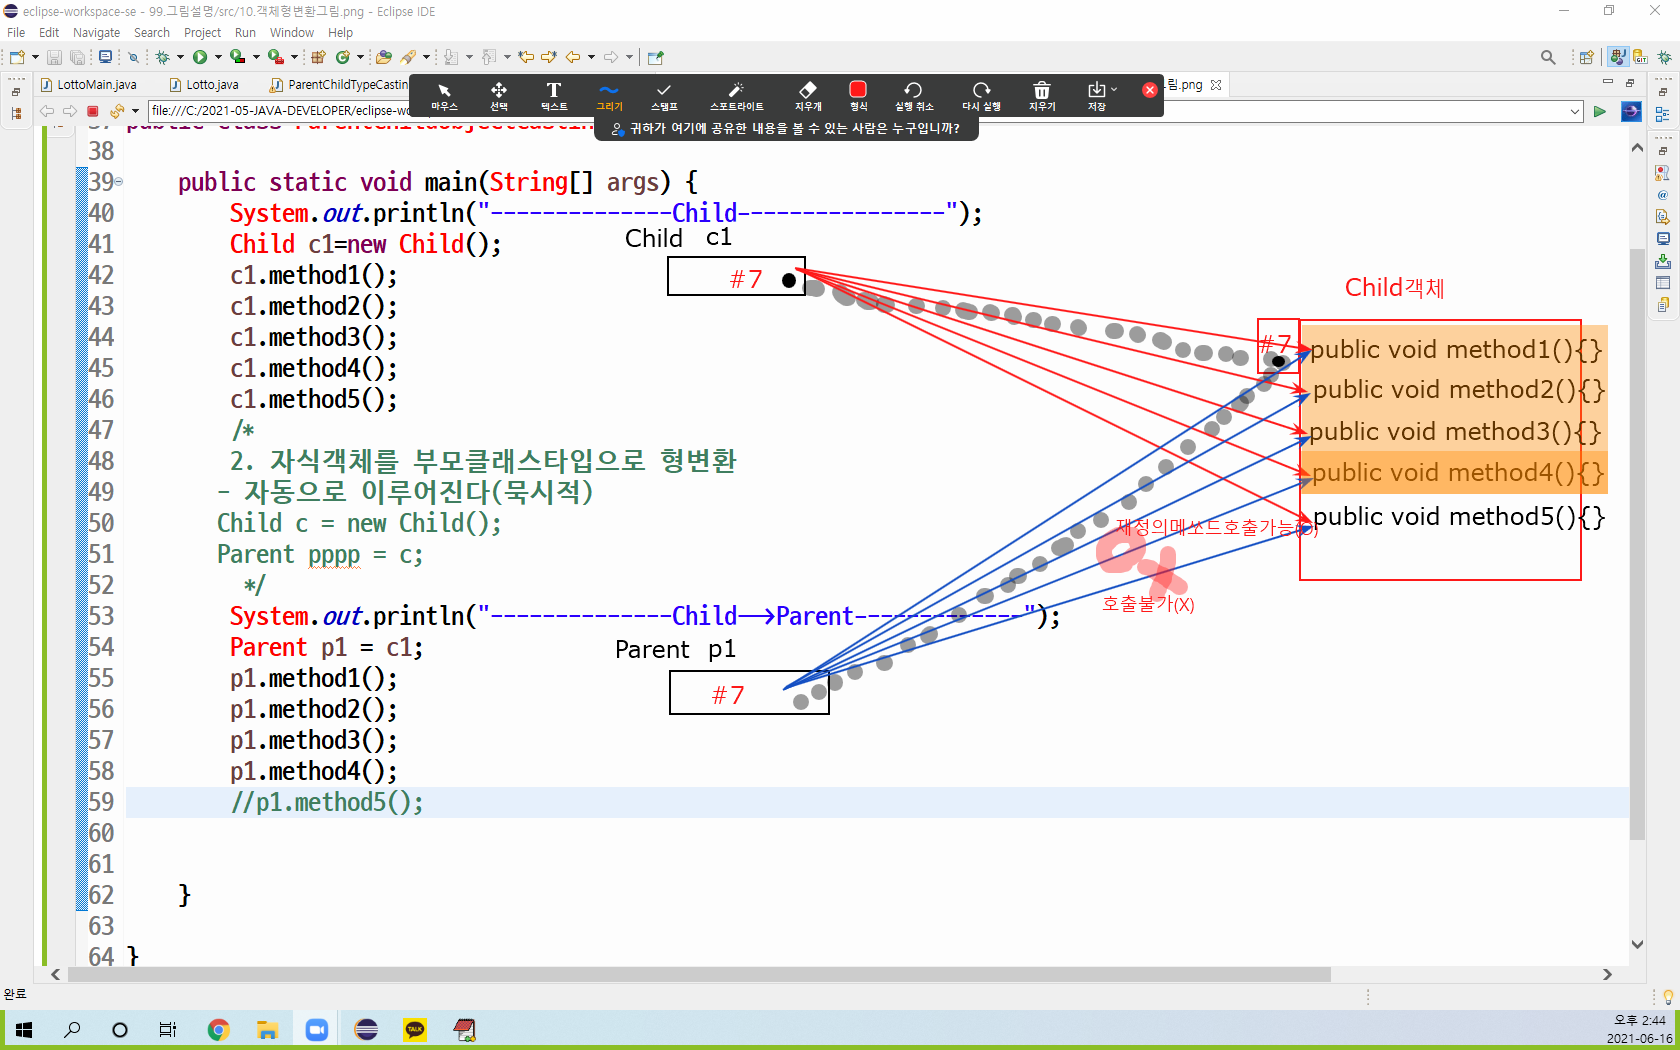 eclipse-workspace-se - 99.그림설명/src/10.객체형변환그림.png - Eclipse IDE
File Edit Navigate Search Project Run Window Help
LottoMain.java Lotto.java ParentChildTypeCastin
림.png
마우스 선택 텍스트 그리기 스탬프 스포트라이트 지우개 형식 실행 취소 다시 실행 지우기 저장
file:///C:/2021-05-JAVA-DEVELOPER/eclipse-wo
귀하가 여기에 공유한 내용을 볼 수 있는 사람은 누구입니까?
37 public class ParentChildObjectCastin
38
39 public static void main(String[] args) {
40 System.out.println("--------------Child---------------");
Child c1
41 Child c1=new Child();
42 c1.method1();
#7
Child객체
43 c1.method2();
44 c1.method3();
#7 public void method1(){}
45 c1.method4();
public void method2(){}
46 c1.method5();
public void method3(){}
47 /*
48 2. 자식객체를 부모클래스타입으로 형변환
public void method4(){}
49 - 자동으로 이루어진다(묵시적)
50 Child c = new Child();
public void method5(){}
재정의메쏘드호출가능(O)
51 Parent pppp = c;
52 */
호출불가(X)
53 System.out.println("--------------Child-->Parent-------------");
54 Parent p1 = c1;
Parent p1
55 p1.method1();
#7
56 p1.method2();
57 p1.method3();
58 p1.method4();
59 //p1.method5();
60
61
62 }
63
64 }
완료
TALK
오후 2:44
2021-06-16